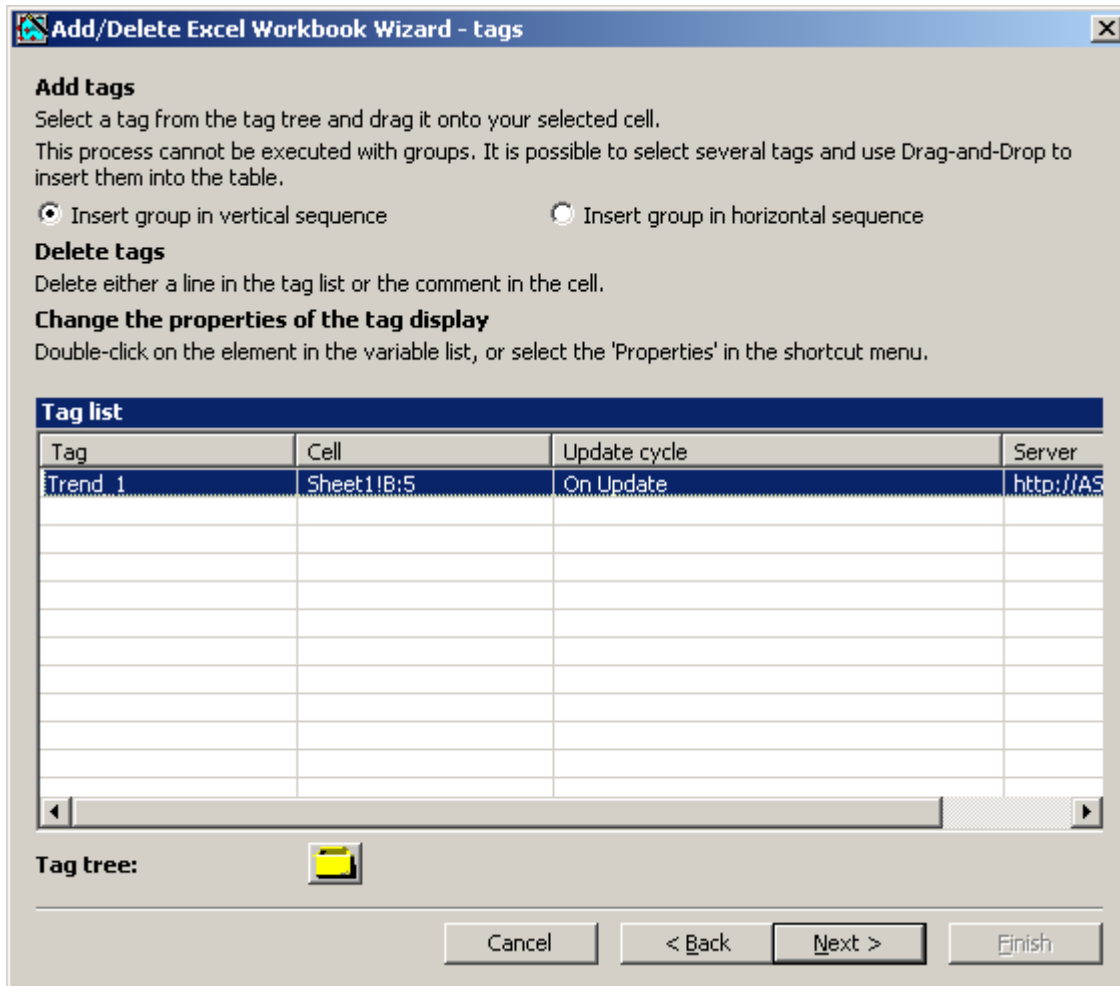 Add/Delete Excel Workbook Wizard - tags
Add tags
Select a tag from the tag tree and drag it onto your selected cell.
This process cannot be executed with groups. It is possible to select several tags and use Drag-and-Drop to
insert them into the table.
Insert group in vertical sequence Insert group in horizontal sequence
Delete tags
Delete either a line in the tag list or the comment in the cell.
Change the properties of the tag display
Double-click on the element in the variable list, or select the 'Properties' in the shortcut menu.
Tag list
Tag Cell Update cycle Server
Trend_1 Sheet1!B:5 On Update http://AS
Tag tree:
Cancel < Back Next > Finish